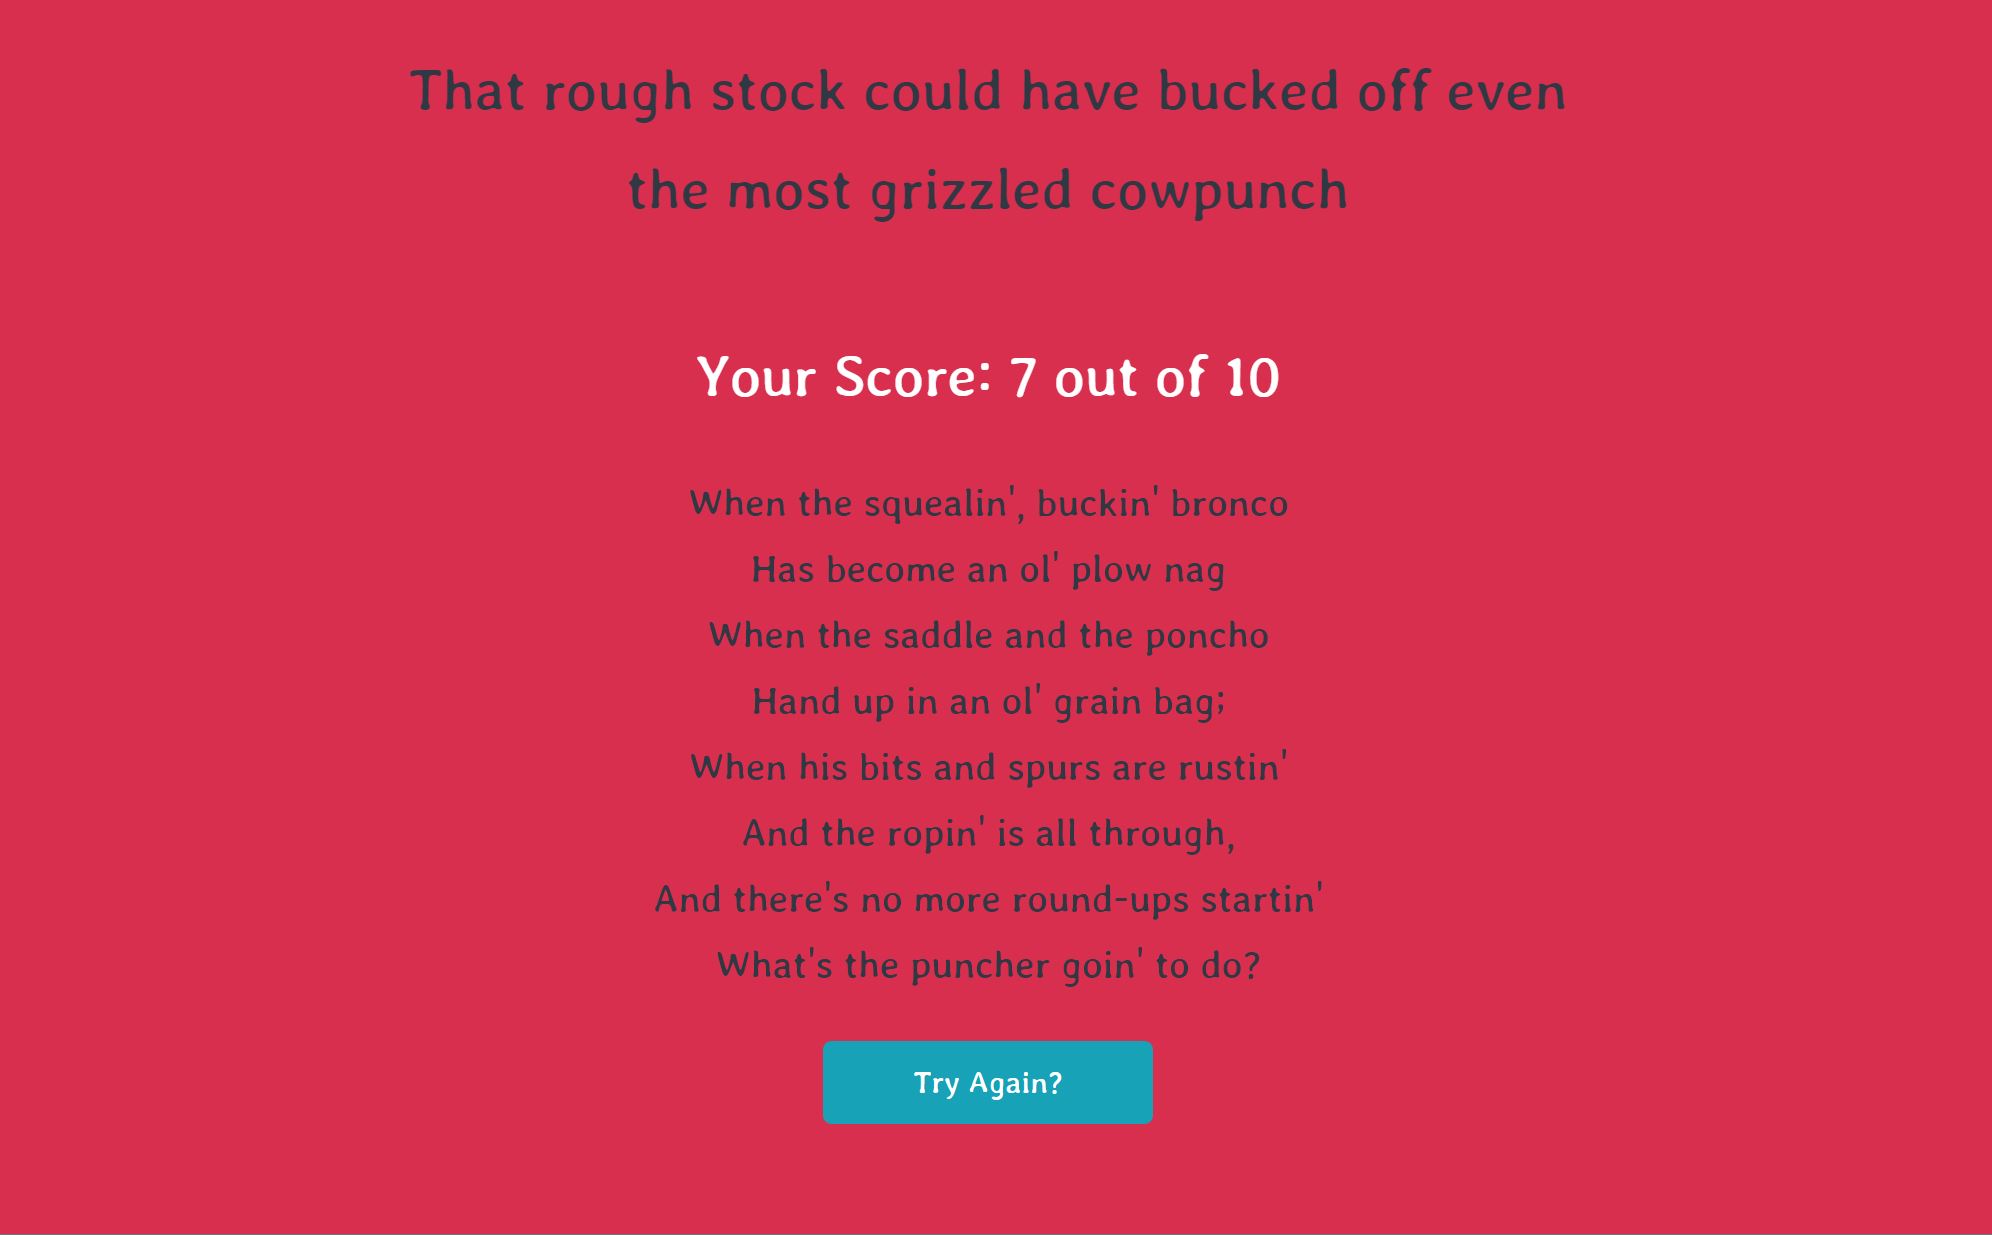 That rough stock could have bucked off even
the most grizzled cowpunch
Your Score: 7 out of 10
When the squealin', buckin' bronco
Has become an ol' plow nag
When the saddle and the poncho
Hand up in an ol' grain bag;
When his bits and spurs are rustin'
And the ropin' is all through,
And there's no more round-ups startin'
What's the puncher goin' to do?
Try Again?